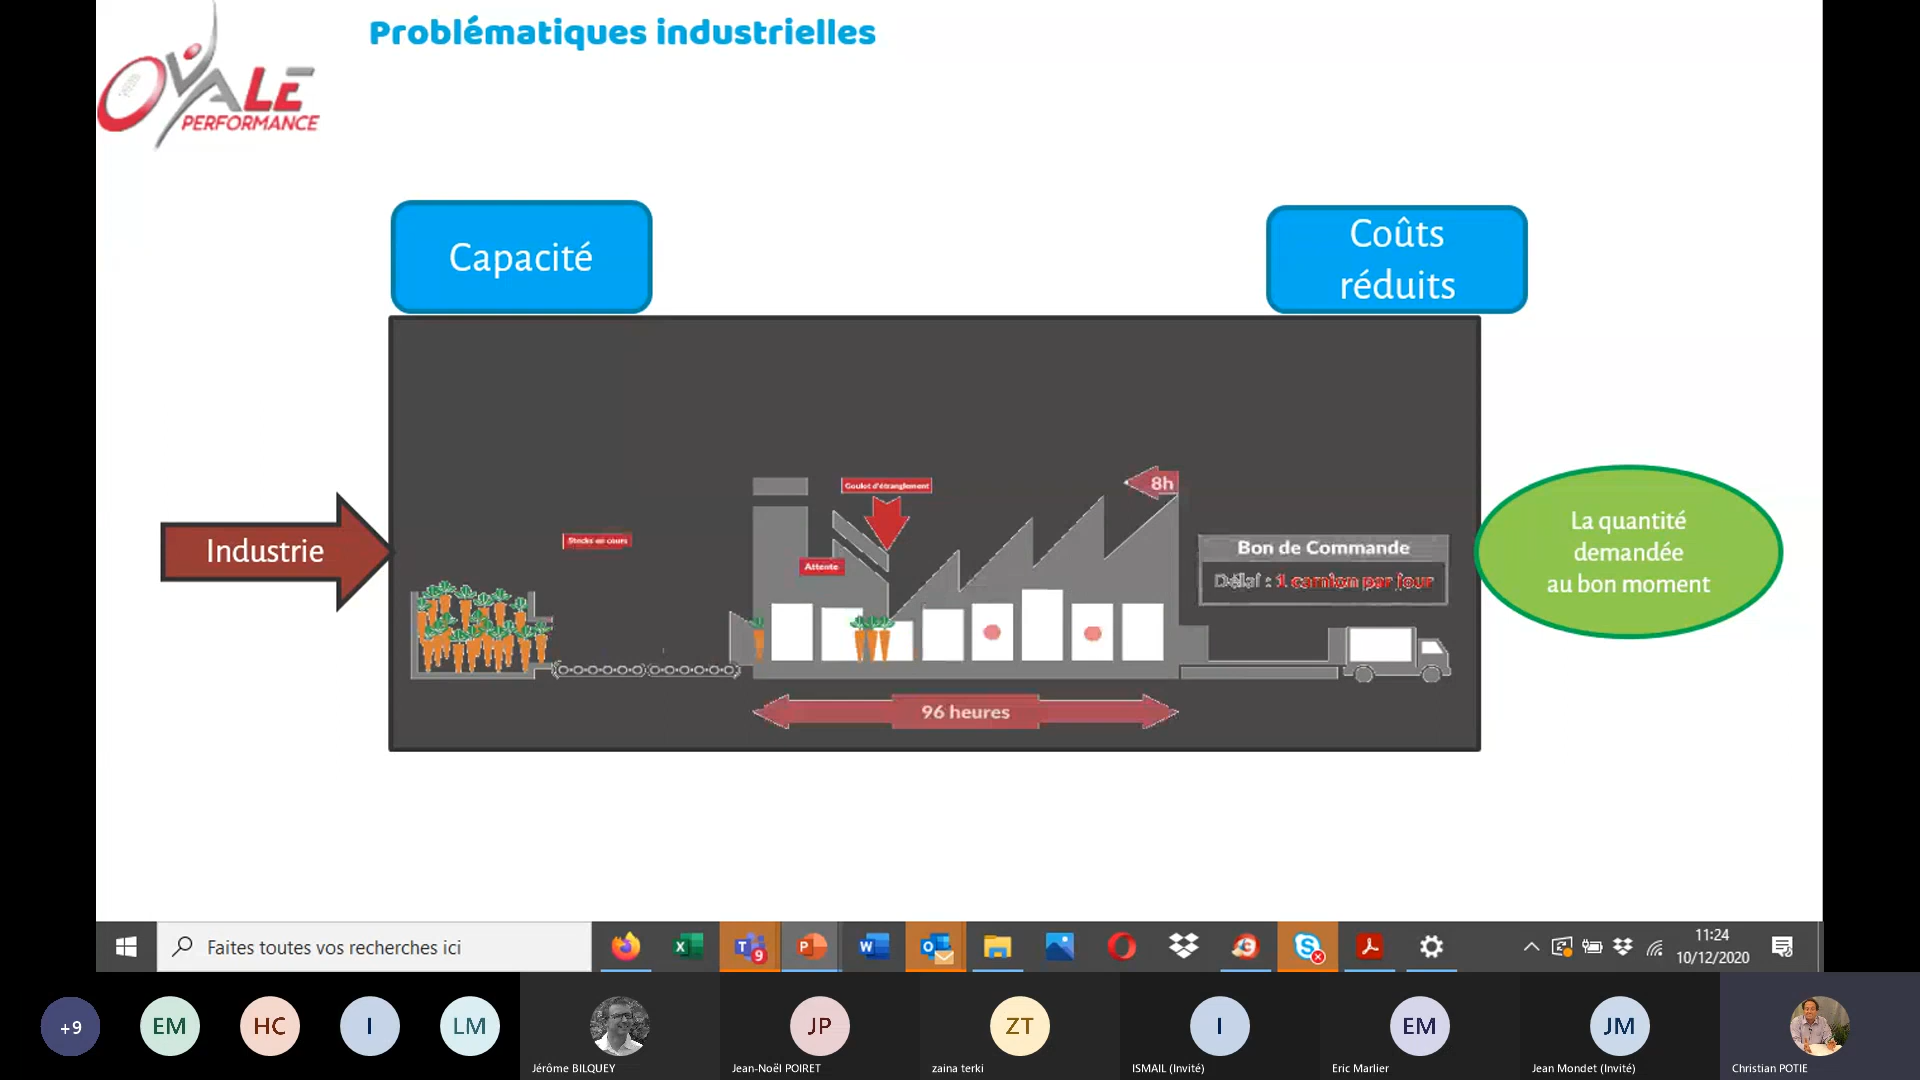 Problématiques industrielles
OVALE
PERFORMANCE
Capacité
Coûts
réduits
Goulot d'étranglement
8h
Stocks en cours
Attente
Industrie
Bon de Commande
Délai : 1 camion par jour
La quantité
demandée
au bon moment
96 heures
Faites toutes vos recherches ici
9
11:24
10/12/2020
+9
EM
HC
I
LM
JP
ZT
I
EM
JM
Jérôme BILQUEY
Jean-Noël POIRET
zaina terki
ISMAIL (Invité)
Eric Marlier
Jean Mondet (Invité)
Christian POTIE